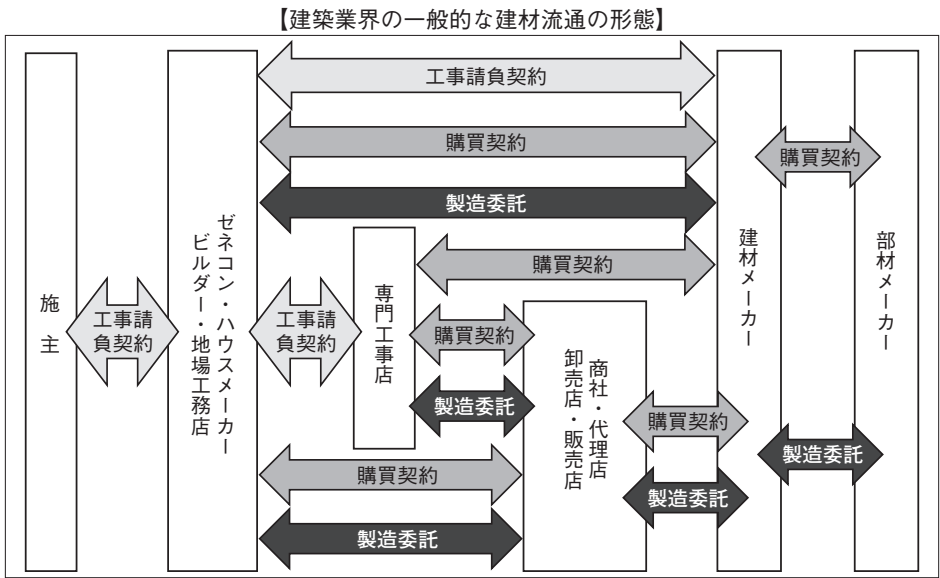 【建築業界の一般的な建材流通の形態】
施主
工事請
負契約
ゼネコン・ハウスメーカー
ビルダー・地場工務店
工事請負契約
購買契約
製造委託
工事請
負契約
専門工事店
購買契約
購買契約
製造委託
購買契約
製造委託
商社・代理店
卸売店・販売店
購買契約
製造委託
建材メーカー
購買契約
製造委託
部材メーカー